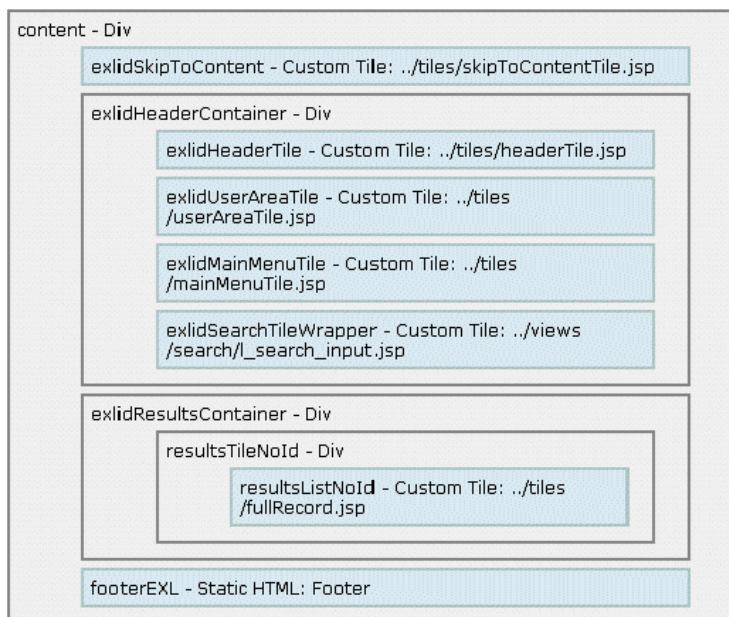 content - Div
exlidSkipToContent - Custom Tile: ../tiles/skipToContentTile.jsp
exlidHeaderContainer - Div
exlidHeaderTile - Custom Tile: ../tiles/headerTile.jsp
exlidUserAreaTile - Custom Tile: ../tiles
/userAreaTile.jsp
exlidMainMenuTile - Custom Tile: ../tiles
/mainMenuTile.jsp
exlidSearchTileWrapper - Custom Tile: ../views
/search/l_search_input.jsp
exlidResultsContainer - Div
resultsTileNoId - Div
resultsListNoId - Custom Tile: ../tiles
/fullRecord.jsp
footerEXL - Static HTML: Footer